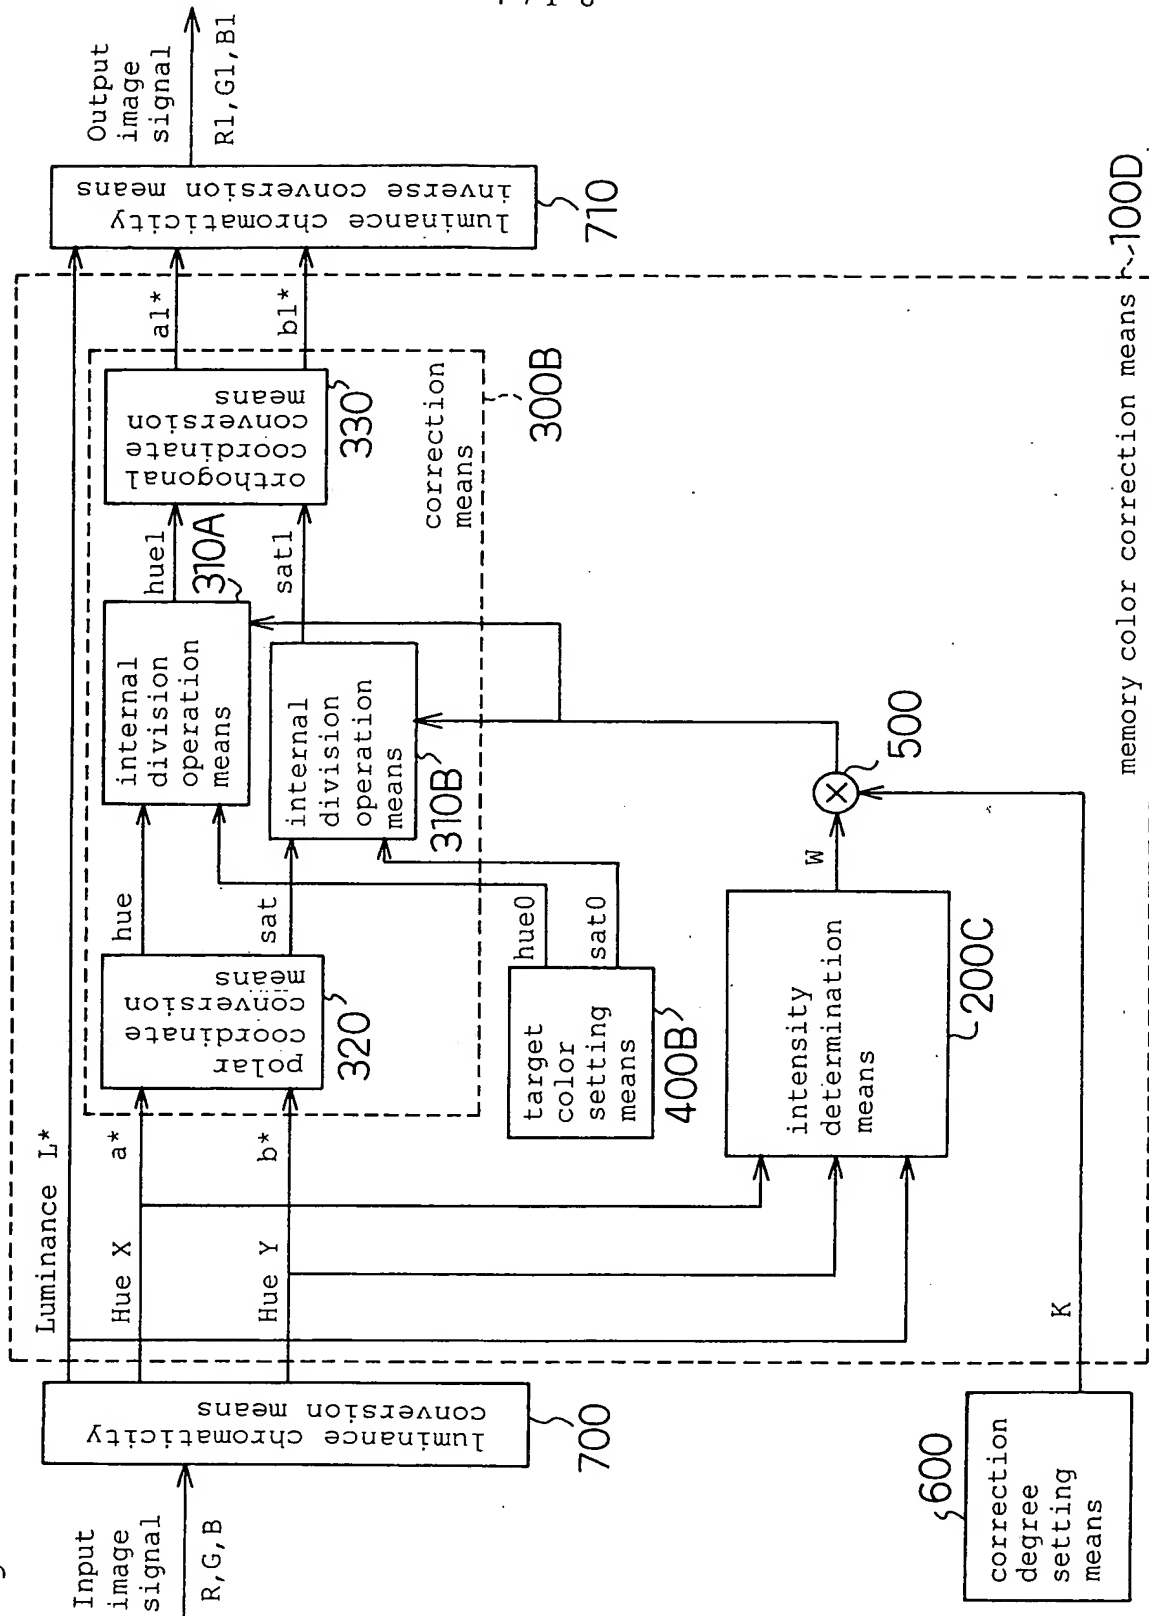 Input
image
signal
R,G,B
luminance chromaticity
conversion means
700
Luminance L*
Hue X
a*
Hue Y
b*
polar
coordinate
conversion
means
320
hue
sat
internal
division
operation
means
310A
internal
division
operation
means
310B
hue1
sat1
orthogonal
coordinate
conversion
means
330
correction
means
300B
a1*
b1*
luminance chromaticity
inverse conversion means
710
Output
image
signal
R1,G1,B1
target
color
setting
means
400B
hue0
sat0
intensity
determination
means
200C
W
500
K
correction
degree
setting
means
600
memory color correction means
100D